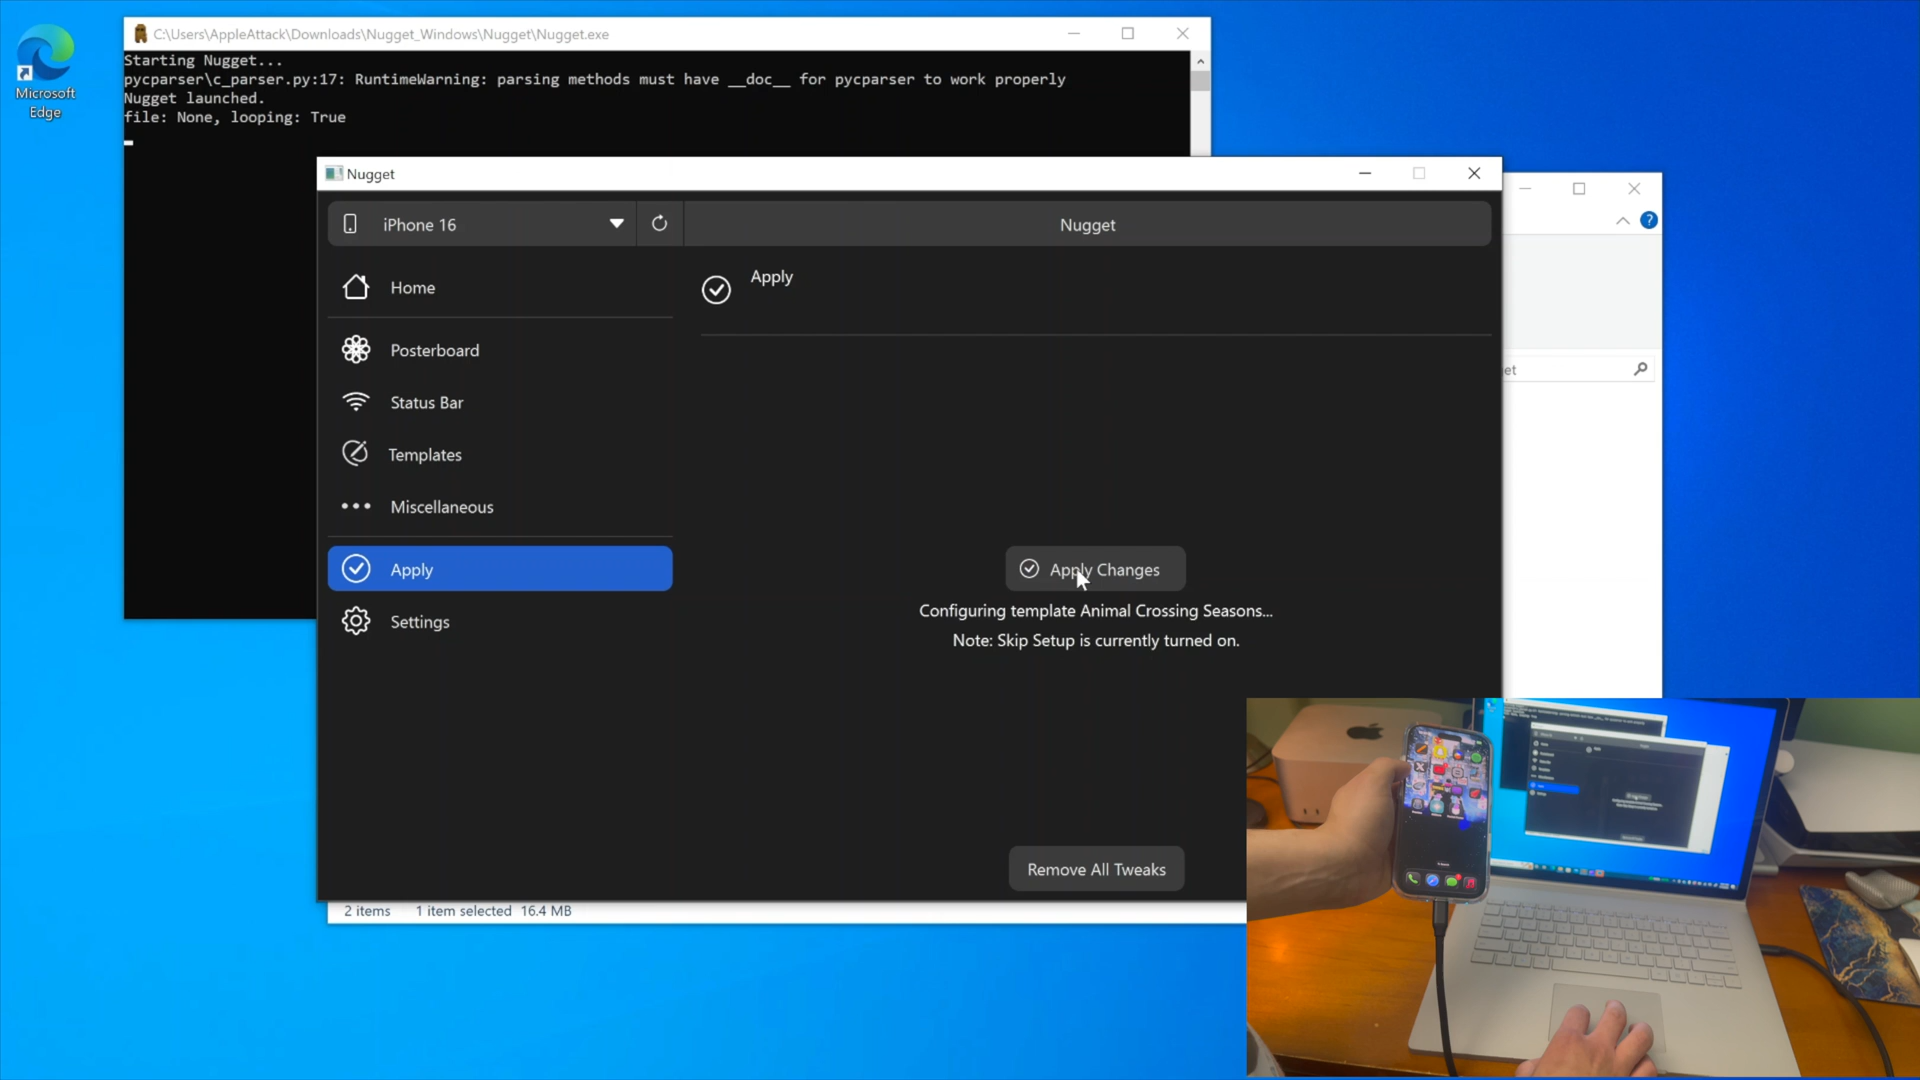 Microsoft
Edge
C:\Users\AppleAttack\Downloads\Nugget_Windows\Nugget\Nugget.exe
Starting Nugget...
pycparser\c_parser.py:17: RuntimeWarning: parsing methods must have __doc__ for pycparser to work properly
Nugget launched.
file: None, looping: True
Nugget
iPhone 16
Nugget
Home
Posterboard
Status Bar
Templates
Miscellaneous
Apply
Settings
Apply
Apply Changes
Configuring template Animal Crossing Seasons...
Note: Skip Setup is currently turned on.
Remove All Tweaks
et
2 items 1 item selected 16.4 MB